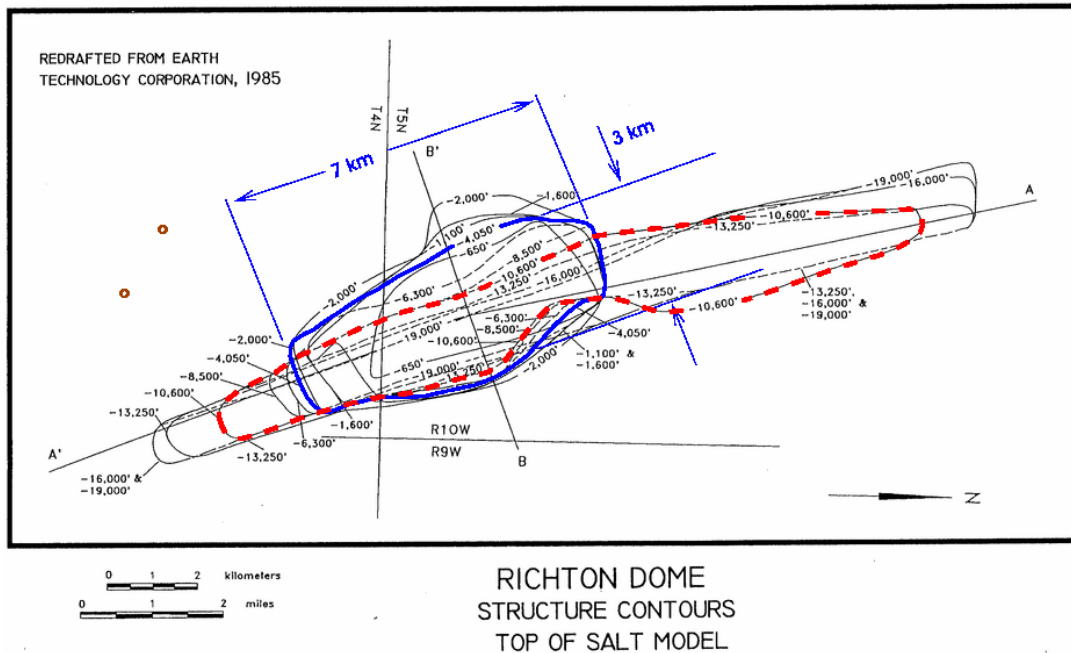 REDRAFTED FROM EARTH
TECHNOLOGY CORPORATION, 1985
T4N
T5N
7 km
3 km
B'
-2,000'
-1,600'
-1,100'
-4,050'
-650'
-19,000'
-16,000'
A
-10,600'
-13,250'
-8,500'
-10,600'
-13,250'
-16,000'
-2,000'
-6,300'
-13,250'
-10,600'
-13,250',
-16,000' &
-19,000'
19,000'
-6,300'
-8,500'
-4,050'
-2,000'
-4,050'
-8,500'
-10,600'
-10,600'
-650'
-19,000'
13,250'
-2,000'
-1,100' &
-1,600'
-13,250'
-1,600'
-6,300'
-13,250'
R10W
R9W
A'
B
-16,000' &
-19,000'
N
0 1 2 kilometers
0 1 2 miles
RICHTON DOME
STRUCTURE CONTOURS
TOP OF SALT MODEL